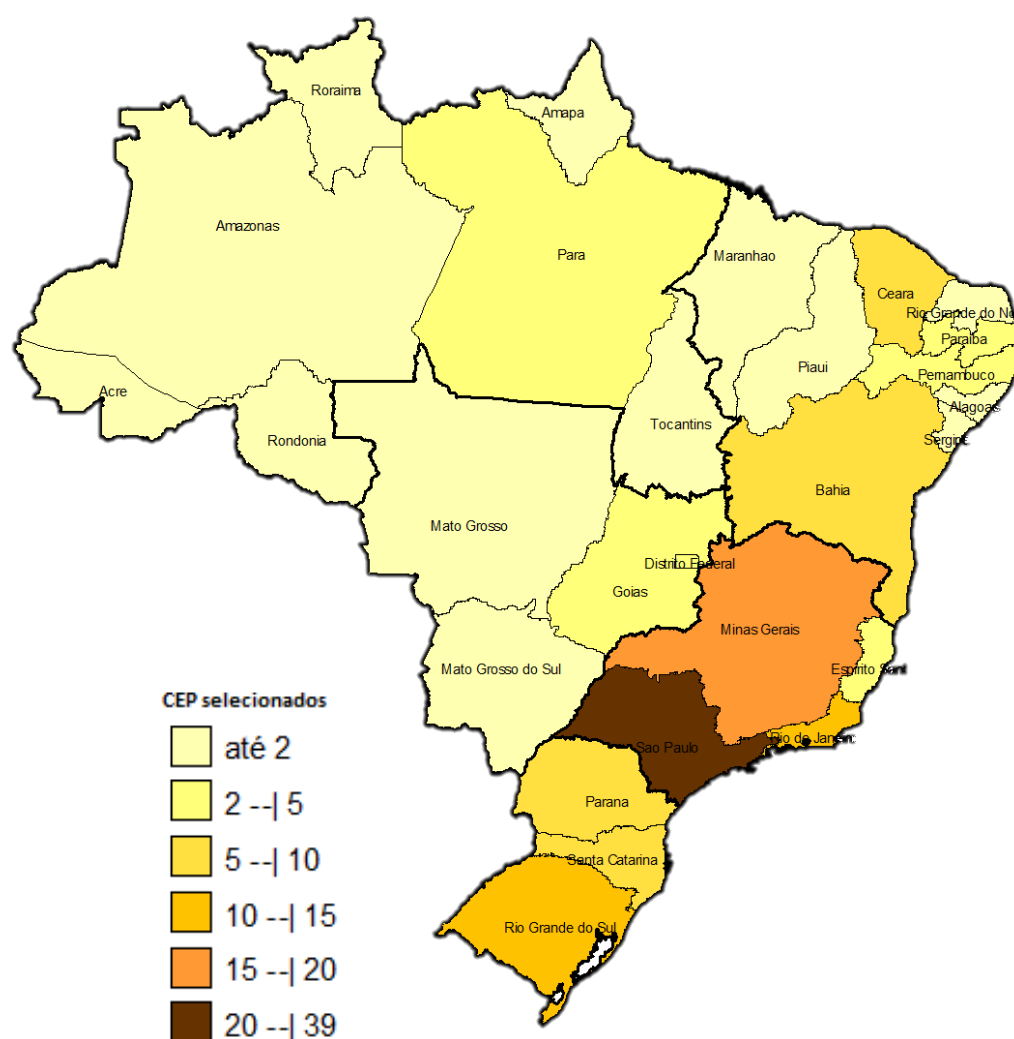 Roraima
Amapa
Amazonas
Para
Maranhao
Ceara
Rio Grande do No
Paraiba
Piaui
Pernambuco
Acre
Alagoas
Tocantins
Rondonia
Sergipe
Bahia
Mato Grosso
Distrito Federal
Goias
Minas Gerais
Mato Grosso do Sul
Espirito Sant
Rio de Janeir
Sao Paulo
Parana
Santa Catarina
Rio Grande do Sul
CEP selecionados
até 2
2 --| 5
5 --| 10
10 --| 15
15 --| 20
20 --| 39